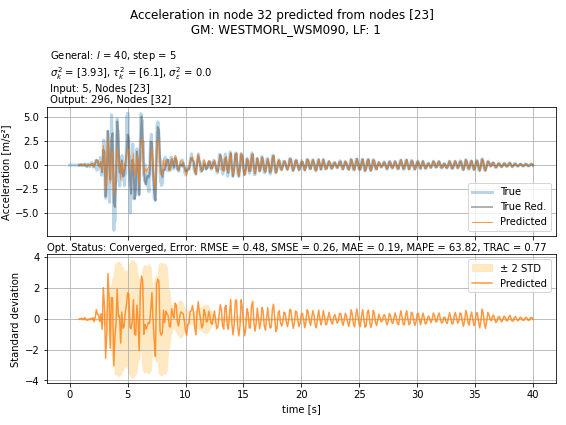 Acceleration in node 32 predicted from nodes [23]
GM: WESTMORL_WSM090, LF: 1
General: l = 40, step = 5
σ²ₖ = [3.93], τ²ₖ = [6.1], σ²ε = 0.0
Input: 5, Nodes [23]
Output: 296, Nodes [32]
Acceleration [m/s²]
5.0
2.5
0.0
−2.5
−5.0
True
True Red.
Predicted
Opt. Status: Converged, Error: RMSE = 0.48, SMSE = 0.26, MAE = 0.19, MAPE = 63.82, TRAC = 0.77
Standard deviation
4
2
0
−2
−4
± 2 STD
Predicted
0 5 10 15 20 25 30 35 40
time [s]